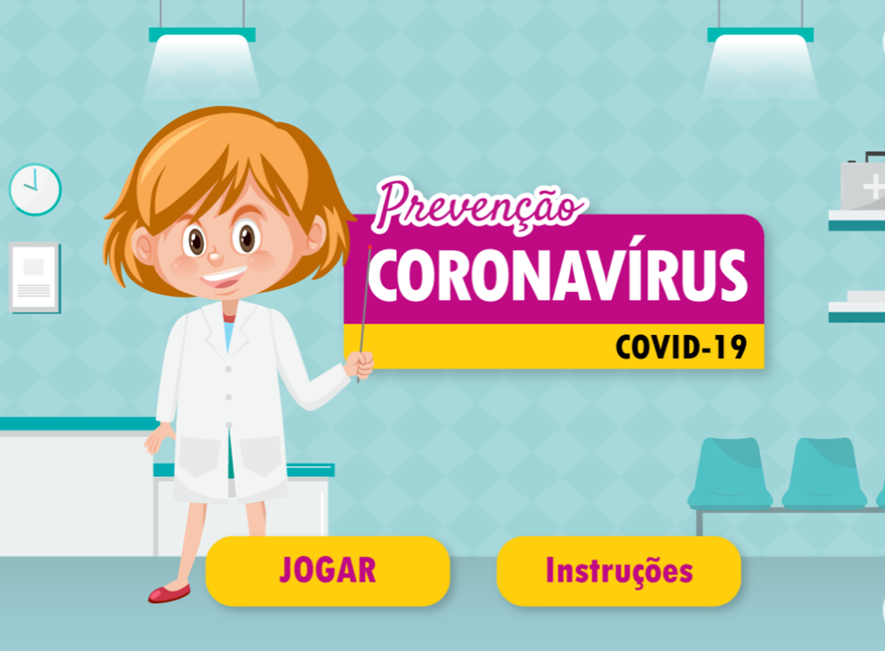 Prevenção
CORONAVÍRUS
COVID-19
JOGAR
Instruções